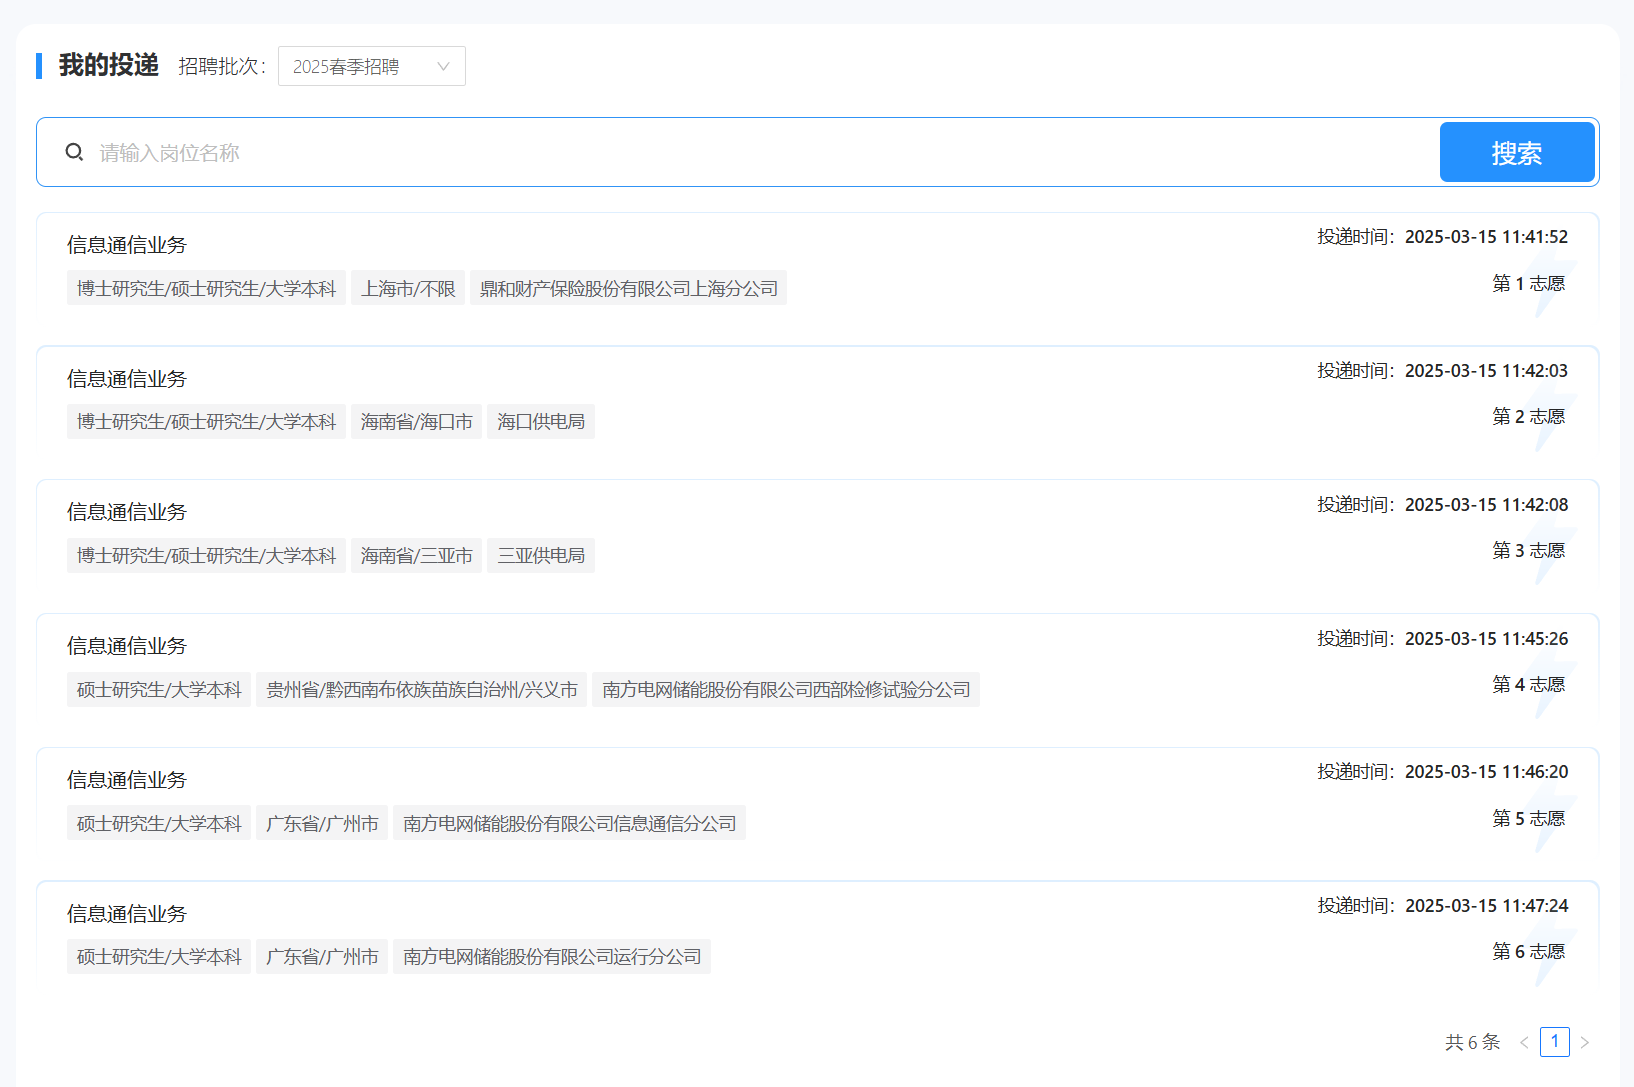 我的投递 招聘批次： 2025春季招聘
请输入岗位名称 搜索
信息通信业务 投递时间：2025-03-15 11:41:52
博士研究生/硕士研究生/大学本科 上海市/不限 鼎和财产保险股份有限公司上海分公司 第 1 志愿
信息通信业务 投递时间：2025-03-15 11:42:03
博士研究生/硕士研究生/大学本科 海南省/海口市 海口供电局 第 2 志愿
信息通信业务 投递时间：2025-03-15 11:42:08
博士研究生/硕士研究生/大学本科 海南省/三亚市 三亚供电局 第 3 志愿
信息通信业务 投递时间：2025-03-15 11:45:26
硕士研究生/大学本科 贵州省/黔西南布依族苗族自治州/兴义市 南方电网储能股份有限公司西部检修试验分公司 第 4 志愿
信息通信业务 投递时间：2025-03-15 11:46:20
硕士研究生/大学本科 广东省/广州市 南方电网储能股份有限公司信息通信分公司 第 5 志愿
信息通信业务 投递时间：2025-03-15 11:47:24
硕士研究生/大学本科 广东省/广州市 南方电网储能股份有限公司运行分公司 第 6 志愿
共 6 条 < 1 >